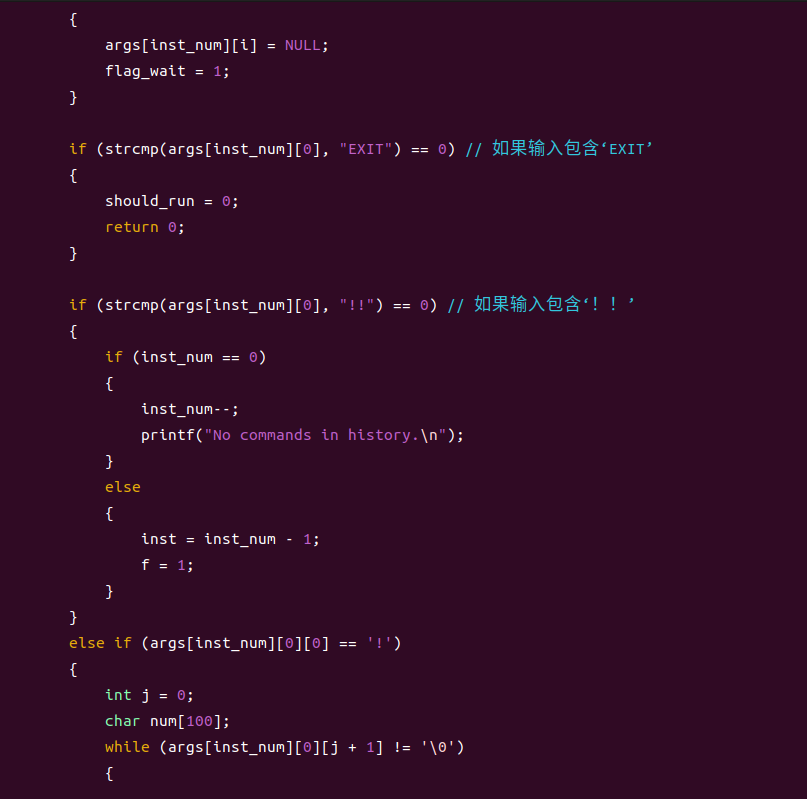 {
args[inst_num][i] = NULL;
flag_wait = 1;
}
if (strcmp(args[inst_num][0], "EXIT") == 0) // 如果输入包含‘EXIT’
{
should_run = 0;
return 0;
}
if (strcmp(args[inst_num][0], "!!") == 0) // 如果输入包含‘！！’
{
if (inst_num == 0)
{
inst_num--;
printf("No commands in history.\n");
}
else
{
inst = inst_num - 1;
f = 1;
}
}
else if (args[inst_num][0][0] == '!')
{
int j = 0;
char num[100];
while (args[inst_num][0][j + 1] != '\0')
{